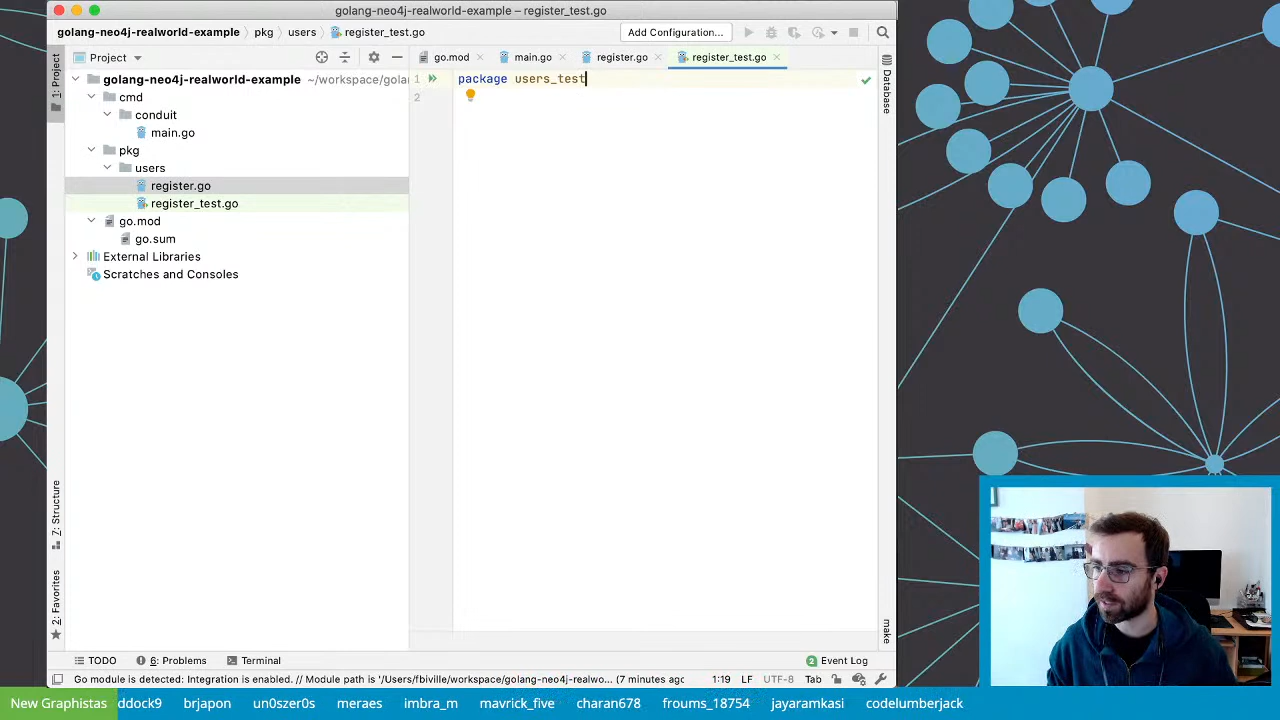 golang-neo4j-realworld-example – register_test.go
golang-neo4j-realworld-example pkg users register_test.go Add Configuration...
1: Project
Project
go.mod main.go register.go register_test.go
golang-neo4j-realworld-example ~/workspace/golan
cmd
conduit
main.go
pkg
users
register.go
register_test.go
go.mod
go.sum
External Libraries
Scratches and Consoles
1 package users_test
2
Database
7: Structure
2: Favorites
make
TODO 6: Problems Terminal 2 Event Log
Go module is detected: Integration is enabled. // Module path is '/Users/fbiville/workspace/golang-neo4j-realwo... (7 minutes agc 1:19 LF UTF-8 Tab
New Graphistas ddock9 brjapon un0szer0s meraes imbra_m mavrick_five charan678 froums_18754 jayaramkasi codelumberjack